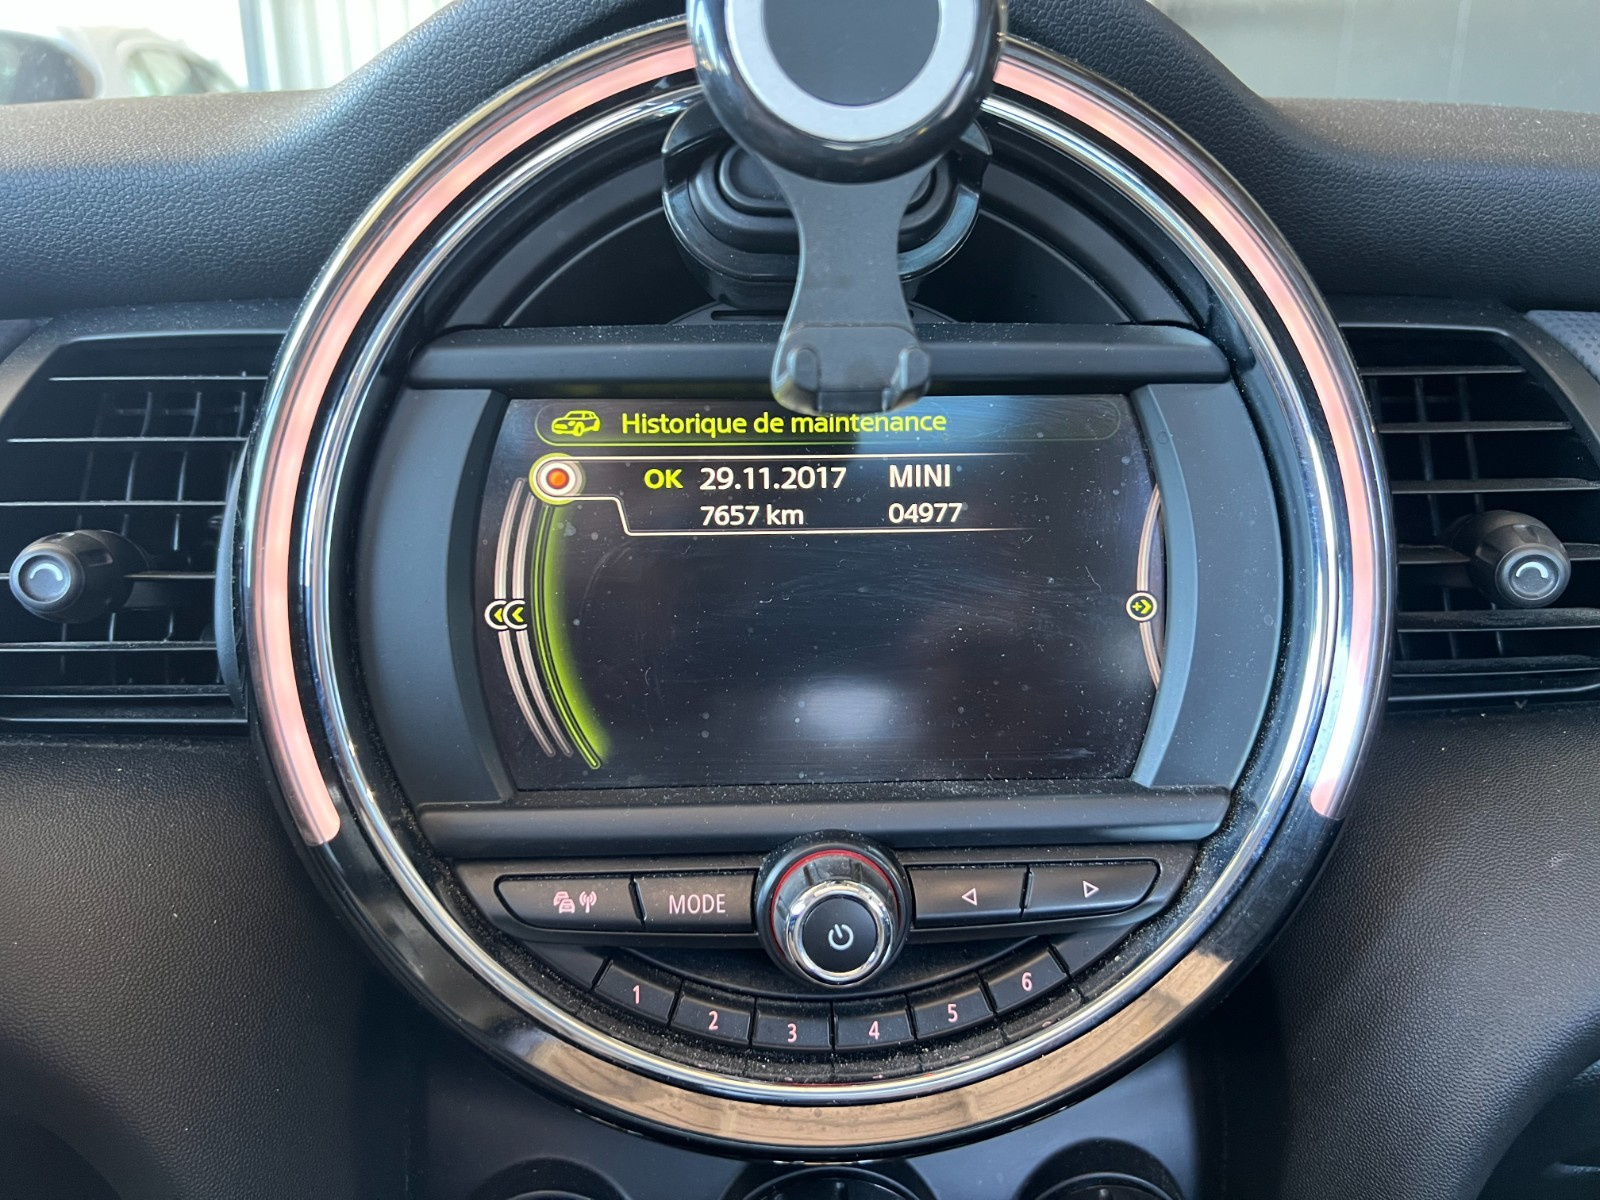 Historique de maintenance
OK 29.11.2017 MINI
7657 km 04977
MODE
1 2 3 4 5 6